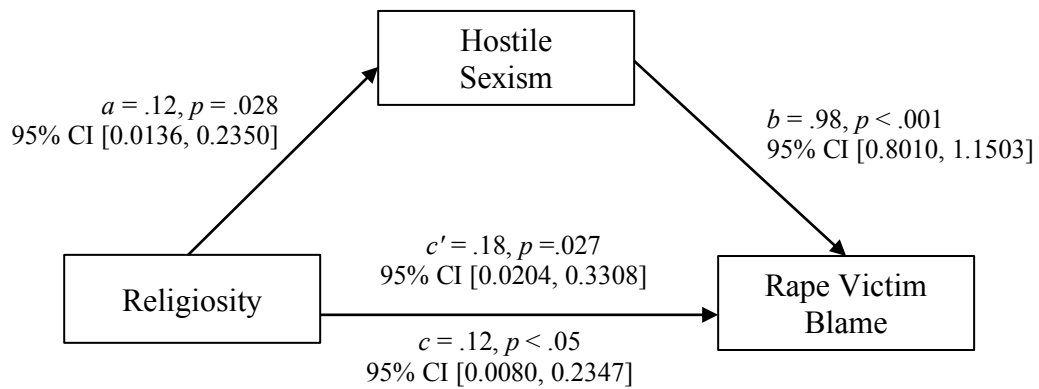 Hostile
Sexism
a = .12, p = .028
95% CI [0.0136, 0.2350]
b = .98, p < .001
95% CI [0.8010, 1.1503]
c' = .18, p =.027
95% CI [0.0204, 0.3308]
Religiosity
Rape Victim
Blame
c = .12, p < .05
95% CI [0.0080, 0.2347]